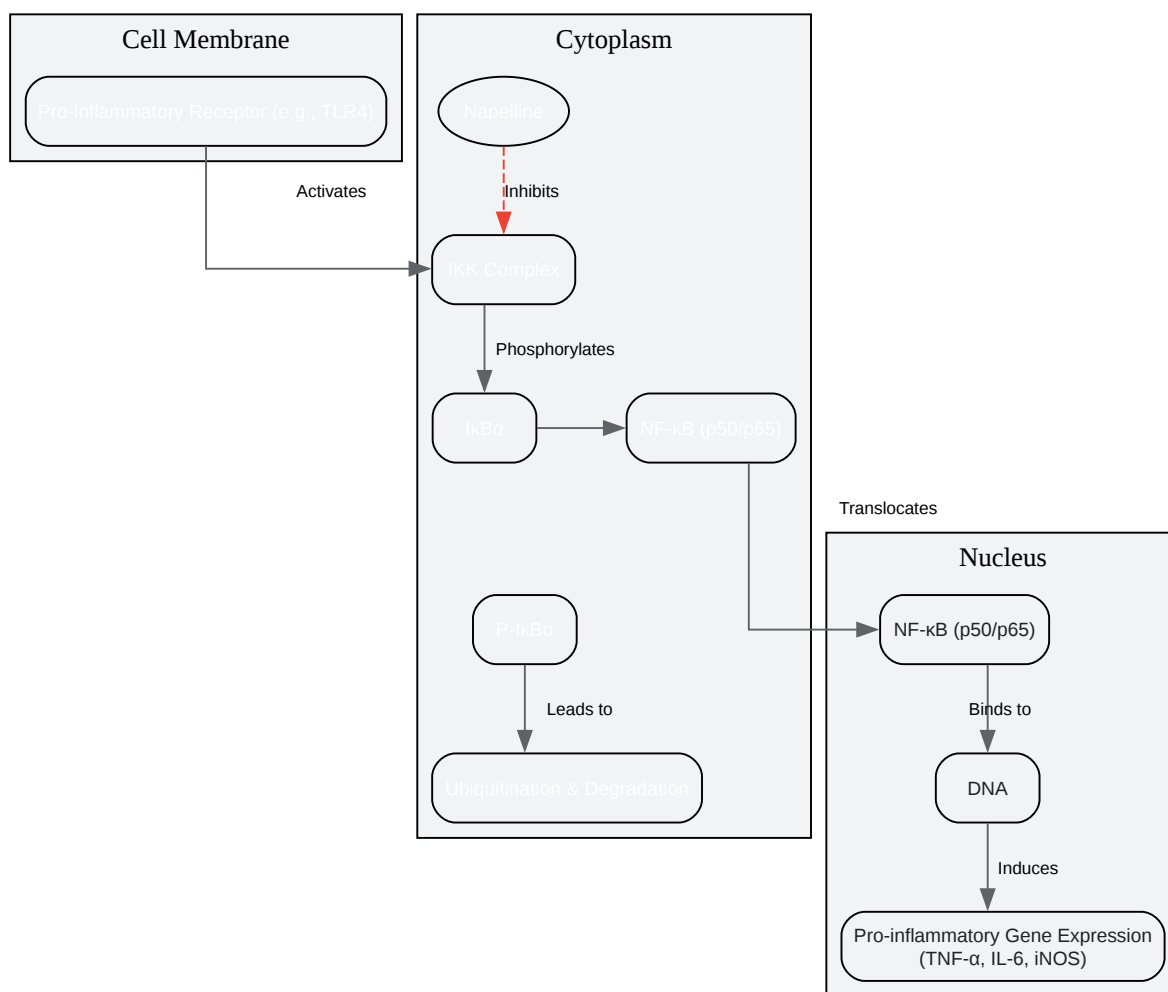 Cell Membrane
Pro-inflammatory Receptor (e.g., TLR4)
Activates
Cytoplasm
Napelline
Inhibits
IKK Complex
Phosphorylates
IκBα
NF-κB (p50/p65)
Translocates
P-IκBα
Leads to
Ubiquitination & Degradation
Nucleus
NF-κB (p50/p65)
Binds to
DNA
Induces
Pro-inflammatory Gene Expression
(TNF-α, IL-6, iNOS)